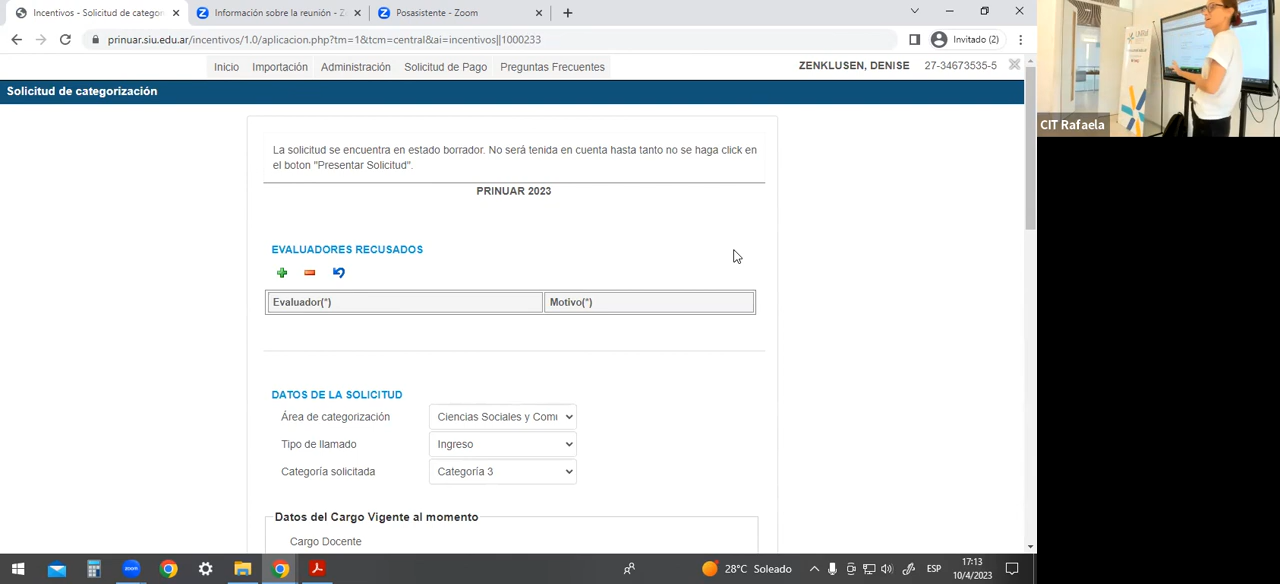 Incentivos - Solicitud de categori
Información sobre la reunión - Z
Posasistente - Zoom
prinuar.siu.edu.ar/incentivos/1.0/aplicacion.php?tm=1&tcm=central&ai=incentivos||1000233
Invitado (2)
Inicio Importación Administración Solicitud de Pago Preguntas Frecuentes
ZENKLUSEN, DENISE 27-34673535-5
Solicitud de categorización
La solicitud se encuentra en estado borrador. No será tenida en cuenta hasta tanto no se haga click en
el boton "Presentar Solicitud".
PRINUAR 2023
EVALUADORES RECUSADOS
Evaluador(*) Motivo(*)
DATOS DE LA SOLICITUD
Área de categorización Ciencias Sociales y Comu
Tipo de llamado Ingreso
Categoría solicitada Categoría 3
Datos del Cargo Vigente al momento
Cargo Docente
CIT Rafaela
zoom
28°C Soleado
ESP
17:13
10/4/2023